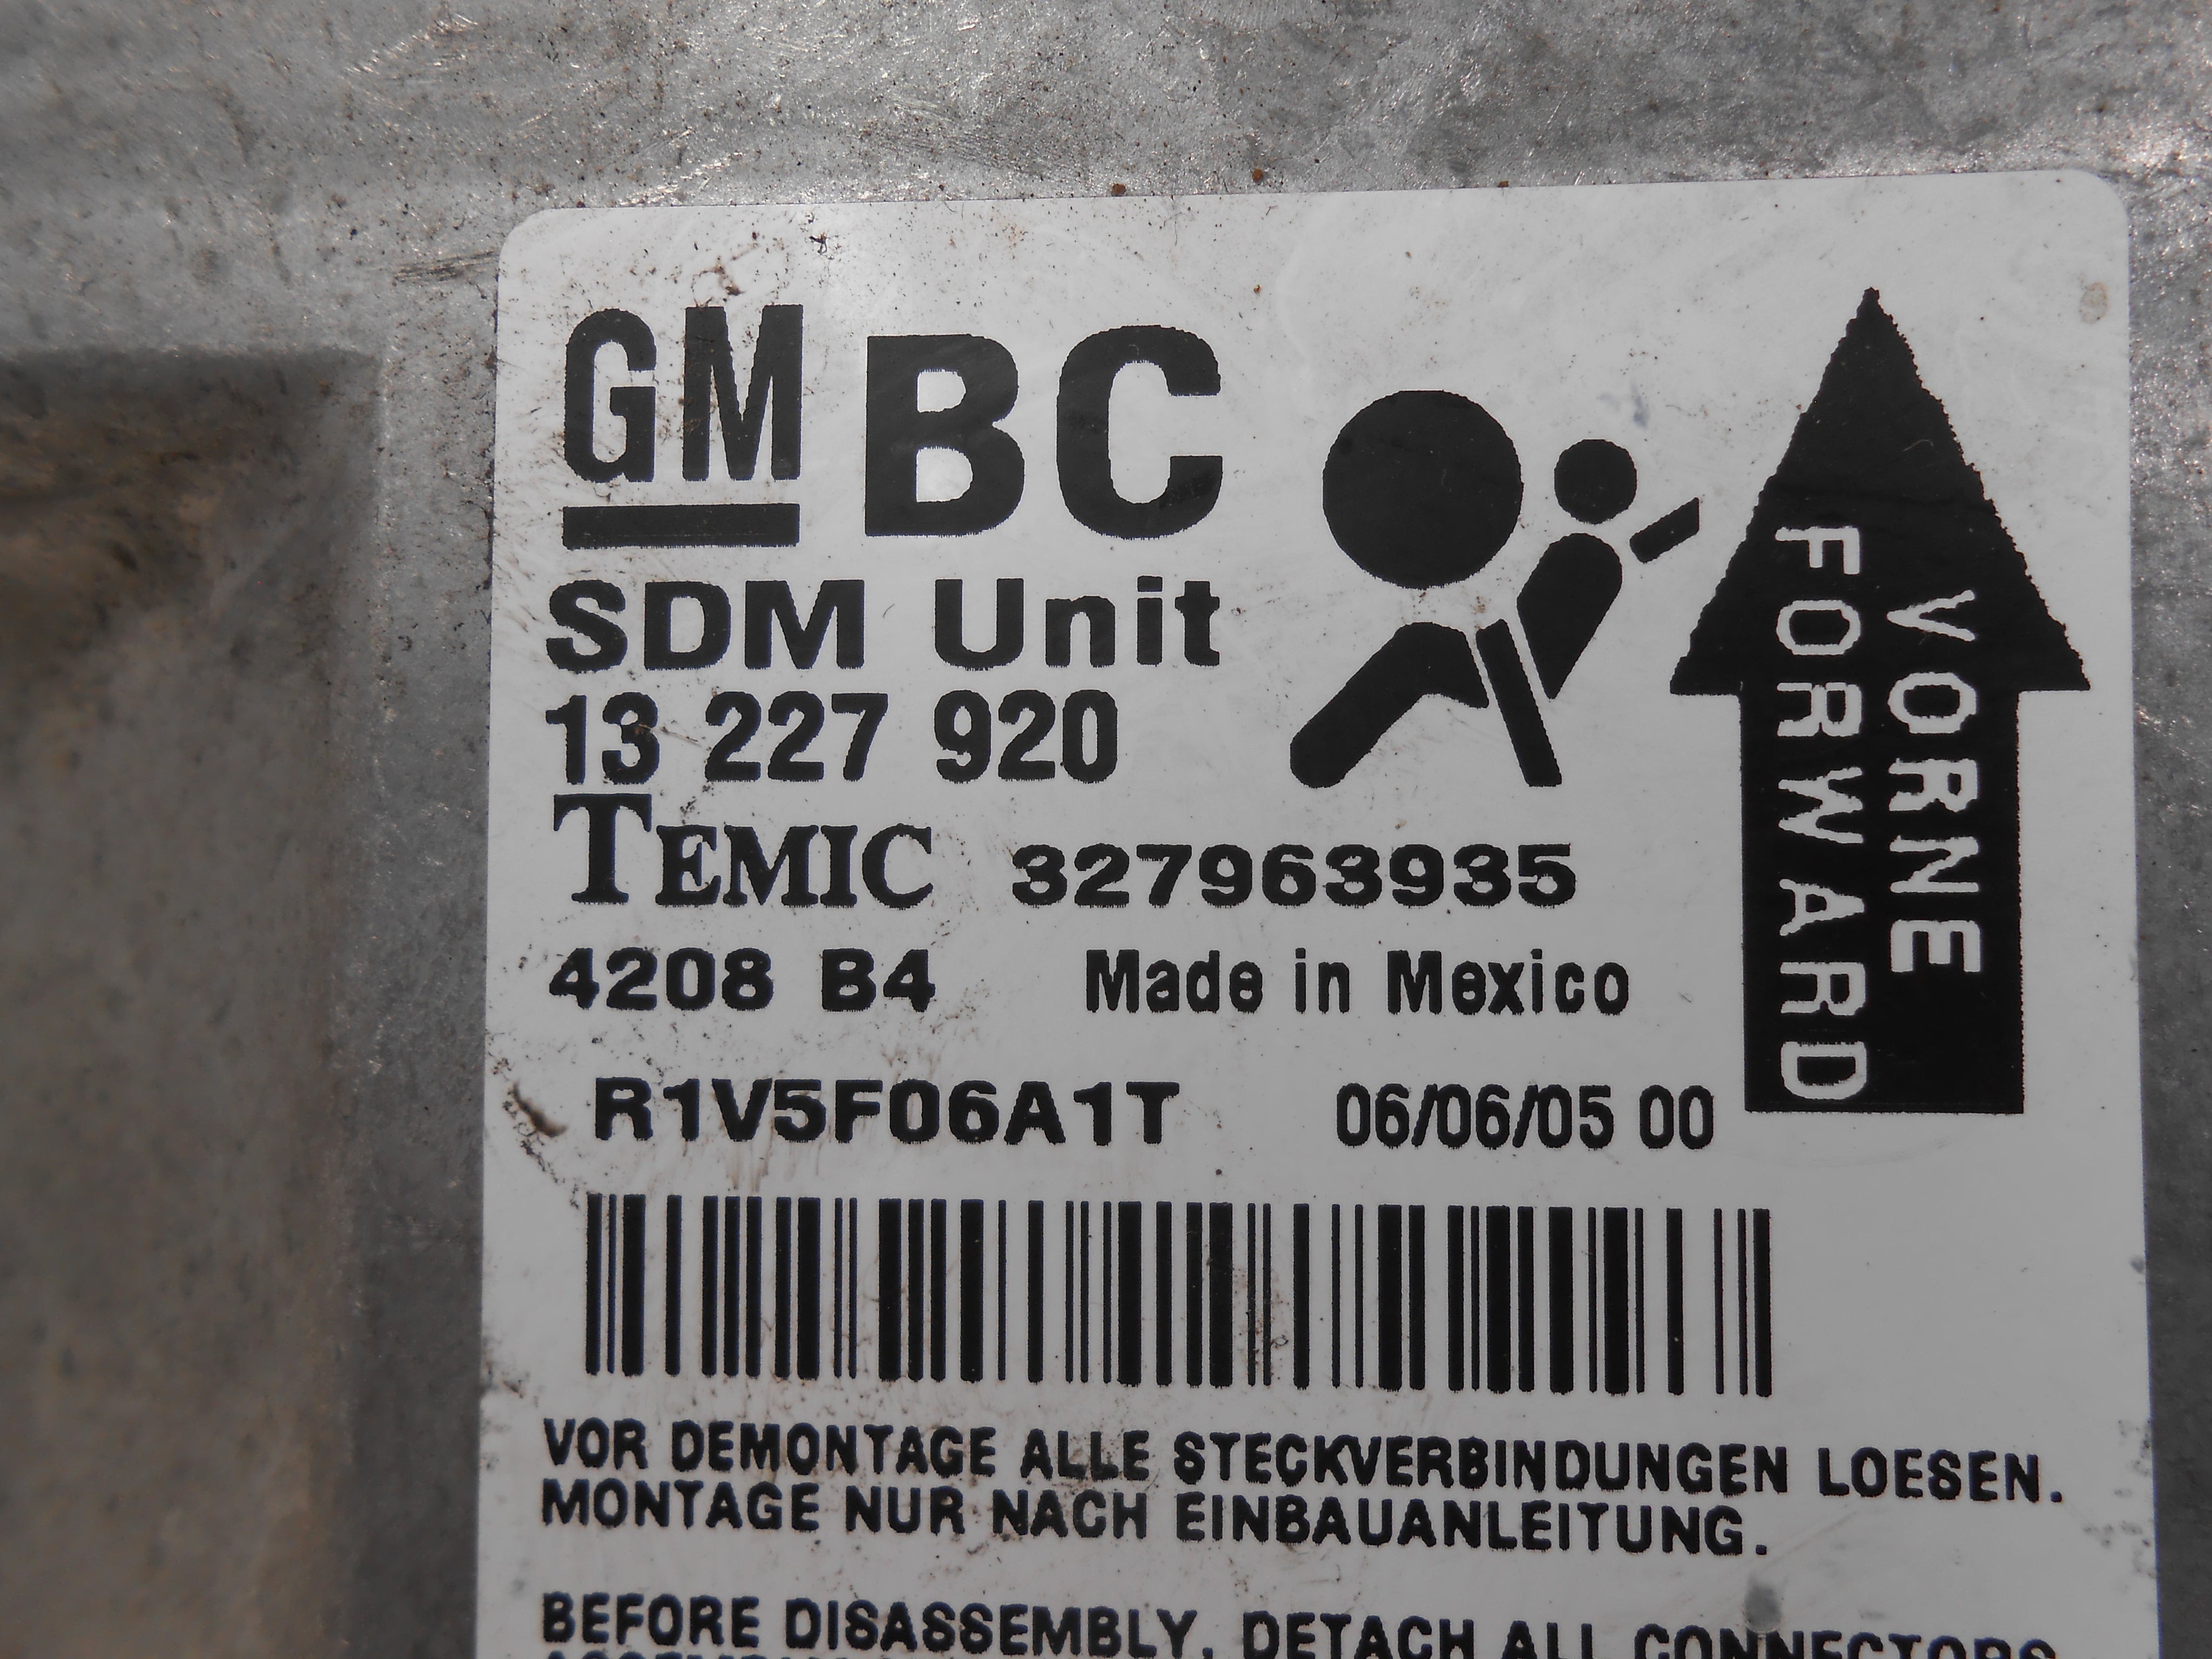 GM BC
SDM Unit
13 227 920
TEMIC 327963935
4208 B4 Made in Mexico
R1V5F06A1T 06/06/05 00
VORNE
FORWARD
VOR DEMONTAGE ALLE STECKVERBINDUNGEN LOESEN.
MONTAGE NUR NACH EINBAUANLEITUNG.
BEFORE DISASSEMBLY, DETACH ALL CONNECTORS